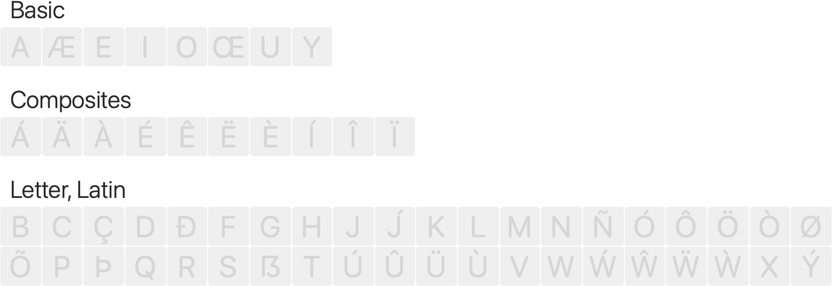 Basic
A Æ E I O Œ U Y
Composites
Á Ä À É Ê Ë È Í Î Ï
Letter, Latin
B C Ç D Ð F G H J J́ K L M N Ñ Ó Ô Ö Ò Ø
Õ P Þ Q R S ẞ T Ú Û Ü Ù V W Ẃ Ŵ Ẅ Ẁ X Ý